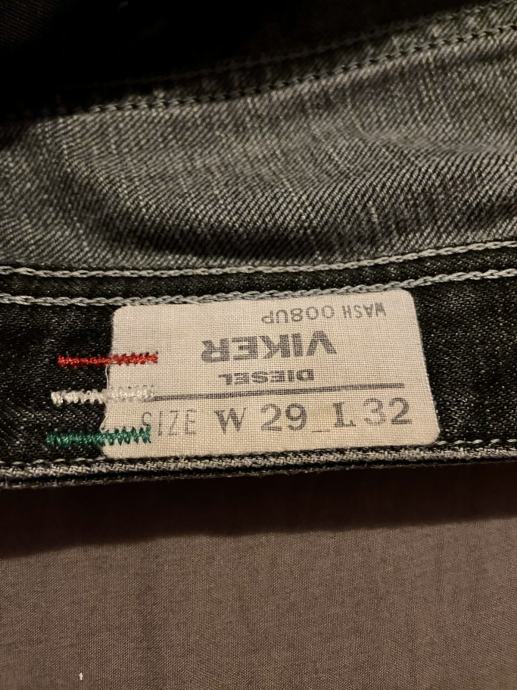 WASH 008UP
VIKER
DIESEL
SIZE W 29_L 32